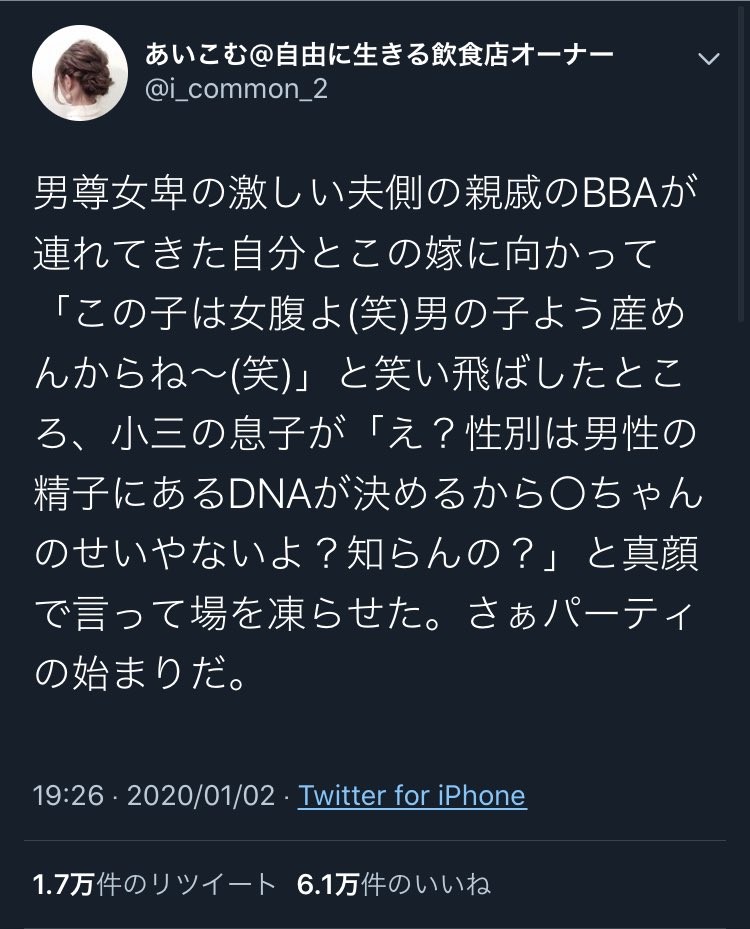 あいこむ@自由に生きる飲食店オーナー
@i_common_2
男尊女卑の激しい夫側の親戚のBBAが
連れてきた自分とこの嫁に向かって
「この子は女腹よ(笑)男の子よう産め
んからね〜(笑)」と笑い飛ばしたとこ
ろ、小三の息子が「え？性別は男性の
精子にあるDNAが決めるから〇ちゃん
のせいやないよ？知らんの？」と真顔
で言って場を凍らせた。さぁパーティ
の始まりだ。
19:26 · 2020/01/02 · Twitter for iPhone
1.7万件のリツイート 6.1万件のいいね